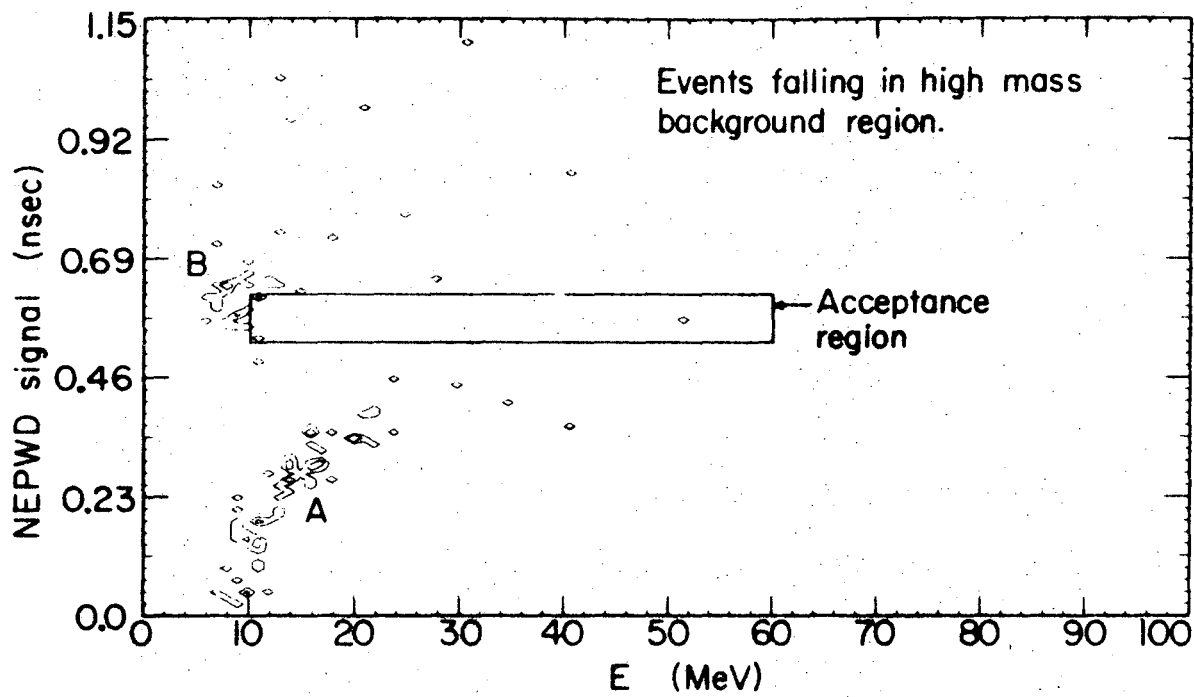 1.15
0.92
0.69
0.46
0.23
0.0
NEPWD signal (nsec)
Events falling in high mass
background region.
B
Acceptance
region
A
0 10 20 30 40 50 60 70 80 90 100
E (MeV)